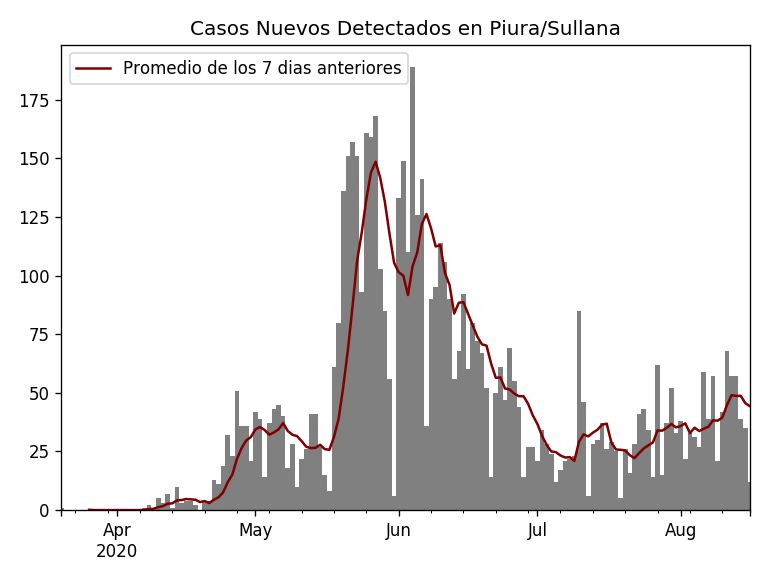 Casos Nuevos Detectados en Piura/Sullana
Promedio de los 7 dias anteriores
175
150
125
100
75
50
25
0
Apr
2020
May
Jun
Jul
Aug